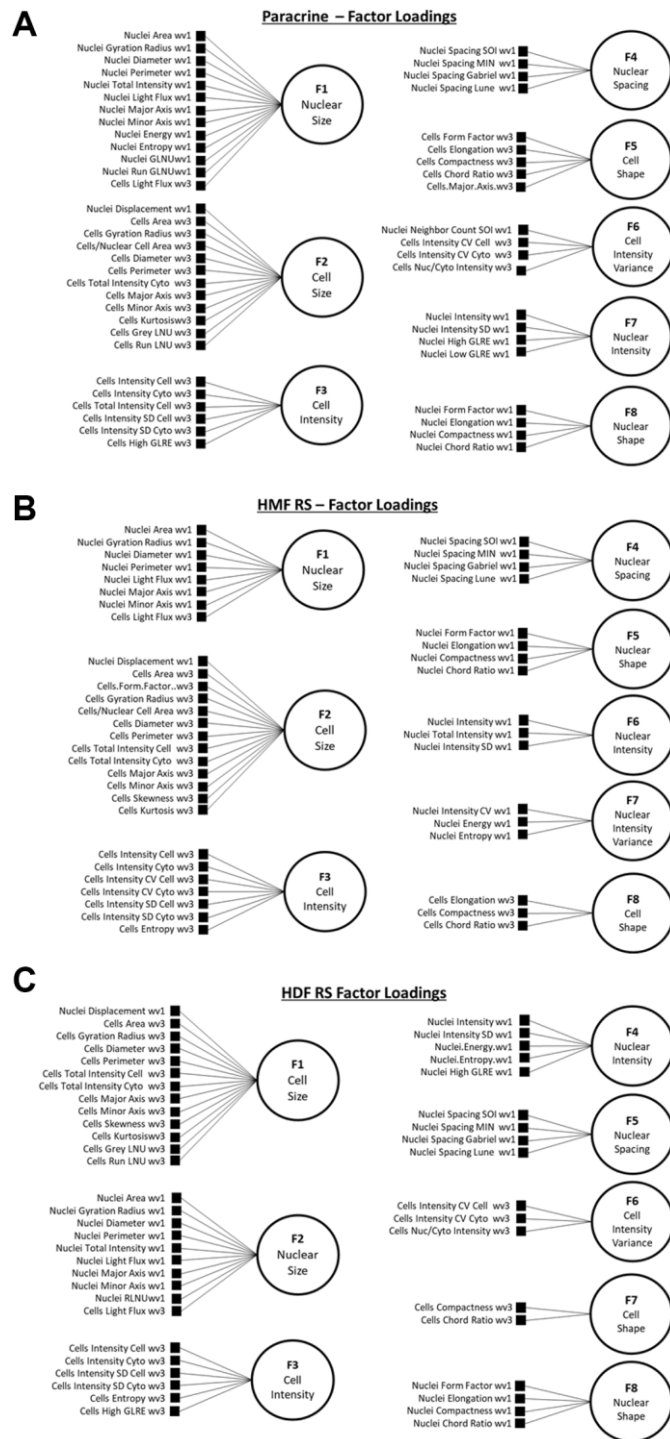 A
Paracrine – Factor Loadings
Nuclei Area wv1
Nuclei Gyration Radius wv1
Nuclei Diameter wv1
Nuclei Perimeter wv1
Nuclei Total Intensity wv1
Nuclei Light Flux wv1
Nuclei Major Axis wv1
Nuclei Minor Axis wv1
Nuclei Energy wv1
Nuclei Entropy wv1
Nuclei GLNUwv1
Nuclei Run GLNUwv1
Cells Light Flux wv3
F1
Nuclear
Size
Nuclei Displacement wv1
Cells Area wv3
Cells Gyration Radius wv3
Cells/Nuclear Cell Area wv3
Cells Diameter wv3
Cells Perimeter wv3
Cells Total Intensity Cyto wv3
Cells Major Axis wv3
Cells Minor Axis wv3
Cells Kurtosiswv3
Cells Grey LNU wv3
Cells Run LNU wv3
F2
Cell
Size
Cells Intensity Cell wv3
Cells Intensity Cyto wv3
Cells Total Intensity Cell wv3
Cells Intensity SD Cell wv3
Cells Intensity SD Cyto wv3
Cells High GLRE wv3
F3
Cell
Intensity
Nuclei Spacing SOI wv1
Nuclei Spacing MIN wv1
Nuclei Spacing Gabriel wv1
Nuclei Spacing Lune wv1
F4
Nuclear
Spacing
Cells Form Factor wv3
Cells Elongation wv3
Cells Compactness wv3
Cells Chord Ratio wv3
Cells.Major.Axis.wv3
F5
Cell
Shape
Nuclei Neighbor Count SOI wv1
Cells Intensity CV Cell wv3
Cells Intensity CV Cyto wv3
Cells Nuc/Cyto Intensity wv3
F6
Cell
Intensity
Variance
Nuclei Intensity wv1
Nuclei Intensity SD wv1
Nuclei High GLRE wv1
Nuclei Low GLRE wv1
F7
Nuclear
Intensity
Nuclei Form Factor wv1
Nuclei Elongation wv1
Nuclei Compactness wv1
Nuclei Chord Ratio wv1
F8
Nuclear
Shape
B
HMF RS – Factor Loadings
Nuclei Area wv1
Nuclei Gyration Radius wv1
Nuclei Diameter wv1
Nuclei Perimeter wv1
Nuclei Light Flux wv1
Nuclei Major Axis wv1
Nuclei Minor Axis wv1
Cells Light Flux wv3
F1
Nuclear
Size
Nuclei Displacement wv1
Cells Area wv3
Cells.Form.Factor..wv3
Cells Gyration Radius wv3
Cells/Nuclear Cell Area wv3
Cells Diameter wv3
Cells Perimeter wv3
Cells Total Intensity Cell wv3
Cells Total Intensity Cyto wv3
Cells Major Axis wv3
Cells Minor Axis wv3
Cells Skewness wv3
Cells Kurtosis wv3
F2
Cell
Size
Cells Intensity Cell wv3
Cells Intensity Cyto wv3
Cells Intensity CV Cell wv3
Cells Intensity CV Cyto wv3
Cells Intensity SD Cell wv3
Cells Intensity SD Cyto wv3
Cells Entropy wv3
F3
Cell
Intensity
Nuclei Spacing SOI wv1
Nuclei Spacing MIN wv1
Nuclei Spacing Gabriel wv1
Nuclei Spacing Lune wv1
F4
Nuclear
Spacing
Nuclei Form Factor wv1
Nuclei Elongation wv1
Nuclei Compactness wv1
Nuclei Chord Ratio wv1
F5
Nuclear
Shape
Nuclei Intensity wv1
Nuclei Total Intensity wv1
Nuclei Intensity SD wv1
F6
Nuclear
Intensity
Nuclei Intensity CV wv1
Nuclei Energy wv1
Nuclei Entropy wv1
F7
Nuclear
Intensity
Variance
Cells Elongation wv3
Cells Compactness wv3
Cells Chord Ratio wv3
F8
Cell
Shape
C
HDF RS Factor Loadings
Nuclei Displacement wv1
Cells Area wv3
Cells Gyration Radius wv3
Cells Diameter wv3
Cells Perimeter wv3
Cells Total Intensity Cell wv3
Cells Total Intensity Cyto wv3
Cells Major Axis wv3
Cells Minor Axis wv3
Cells Skewness wv3
Cells Kurtosiswv3
Cells Grey LNU wv3
Cells Run LNU wv3
F1
Cell
Size
Nuclei Area wv1
Nuclei Gyration Radius wv1
Nuclei Diameter wv1
Nuclei Perimeter wv1
Nuclei Total Intensity wv1
Nuclei Light Flux wv1
Nuclei Major Axis wv1
Nuclei Minor Axis wv1
Nuclei RLNUwv1
Cells Light Flux wv3
F2
Nuclear
Size
Cells Intensity Cell wv3
Cells Intensity Cyto wv3
Cells Intensity SD Cell wv3
Cells Intensity SD Cyto wv3
Cells Entropy wv3
Cells High GLRE wv3
F3
Cell
Intensity
Nuclei Intensity wv1
Nuclei Intensity SD wv1
Nuclei.Energy.wv1
Nuclei.Entropy.wv1
Nuclei High GLRE wv1
F4
Nuclear
Intensity
Nuclei Spacing SOI wv1
Nuclei Spacing MIN wv1
Nuclei Spacing Gabriel wv1
Nuclei Spacing Lune wv1
F5
Nuclear
Spacing
Cells Intensity CV Cell wv3
Cells Intensity CV Cyto wv3
Cells Nuc/Cyto Intensity wv3
F6
Cell
Intensity
Variance
Cells Compactness wv3
Cells Chord Ratio wv3
F7
Cell
Shape
Nuclei Form Factor wv1
Nuclei Elongation wv1
Nuclei Compactness wv1
Nuclei Chord Ratio wv1
F8
Nuclear
Shape